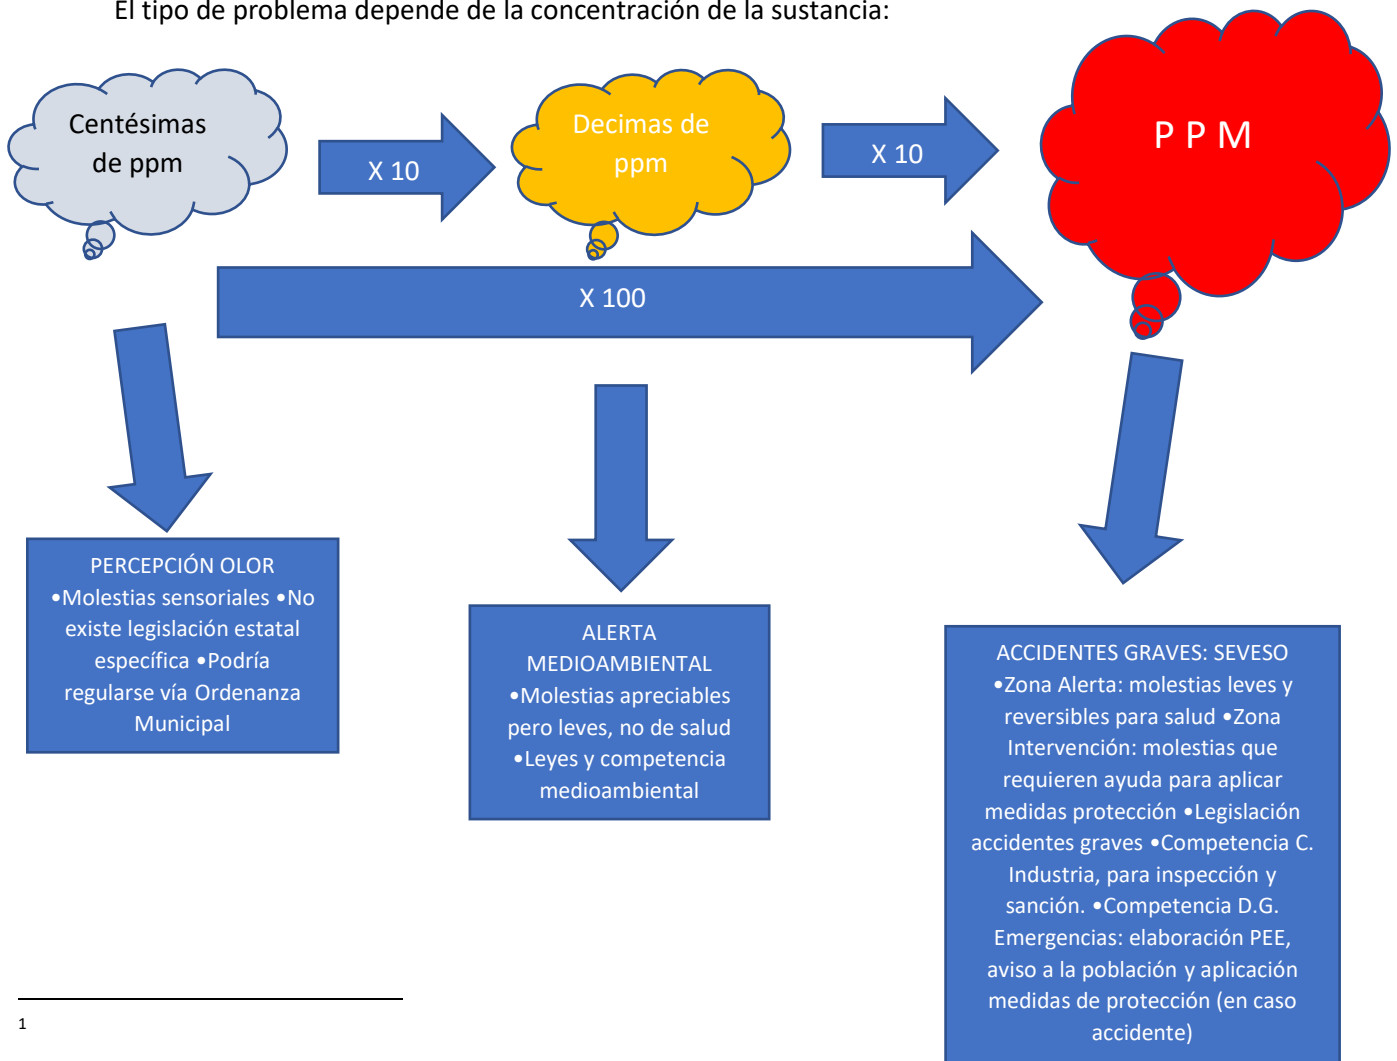 El tipo de problema depende de la concentración de la sustancia:
Centésimas
de ppm
X 10
Decimas de
ppm
X 10
P P M
X 100
PERCEPCIÓN OLOR
•Molestias sensoriales •No
existe legislación estatal
específica •Podría
regularse vía Ordenanza
Municipal
ALERTA
MEDIOAMBIENTAL
•Molestias apreciables
pero leves, no de salud
•Leyes y competencia
medioambiental
ACCIDENTES GRAVES: SEVESO
•Zona Alerta: molestias leves y
reversibles para salud •Zona
Intervención: molestias que
requieren ayuda para aplicar
medidas protección •Legislación
accidentes graves •Competencia C.
Industria, para inspección y
sanción. •Competencia D.G.
Emergencias: elaboración PEE,
aviso a la población y aplicación
medidas de protección (en caso
accidente)
1